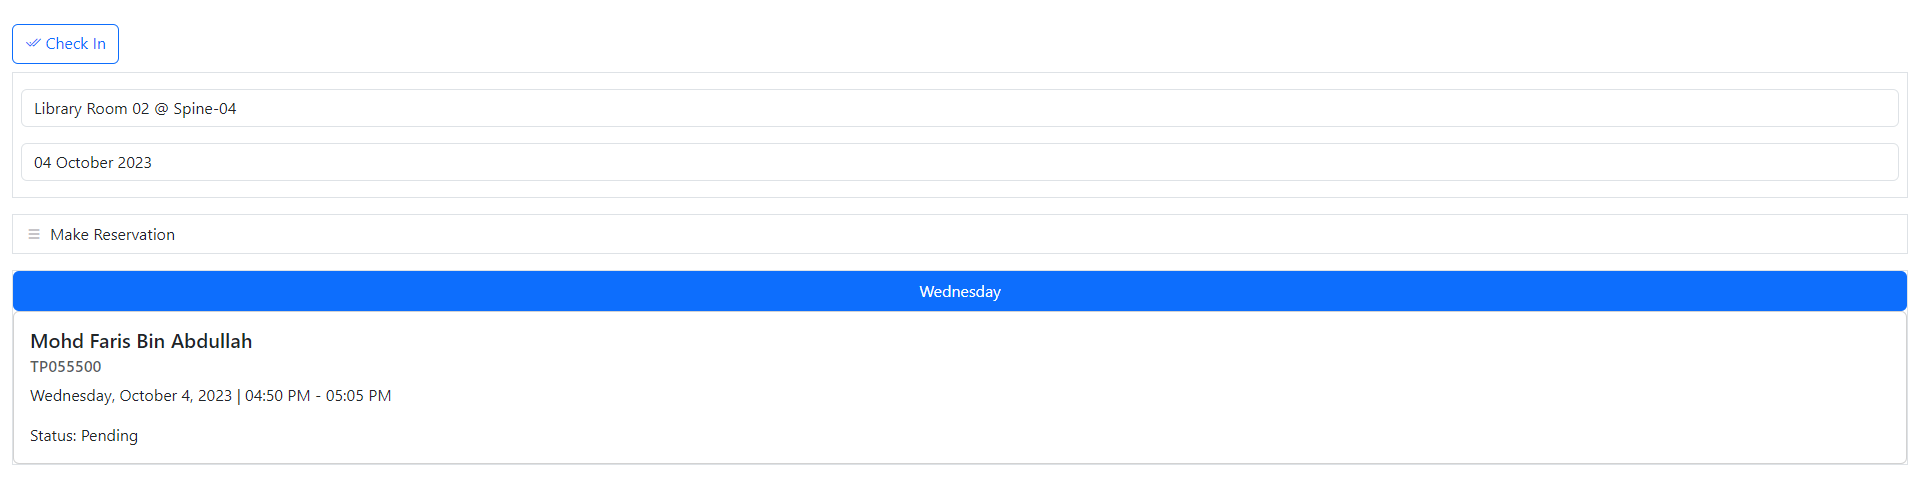 Check In
Library Room 02 @ Spine-04
04 October 2023
Make Reservation
Wednesday
Mohd Faris Bin Abdullah
TP055500
Wednesday, October 4, 2023 | 04:50 PM - 05:05 PM
Status: Pending